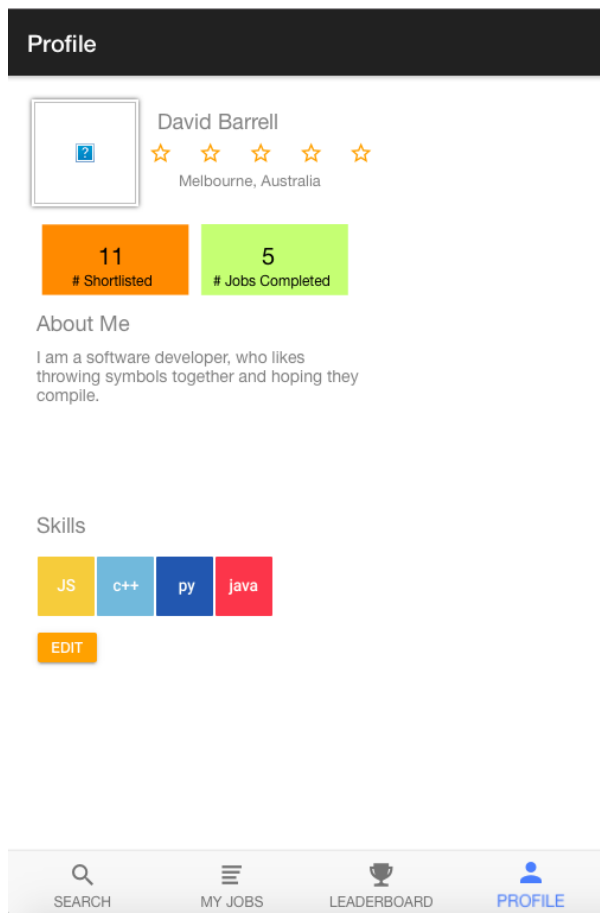 Profile
?
David Barrell
Melbourne, Australia
11
# Shortlisted
5
# Jobs Completed
About Me
I am a software developer, who likes
throwing symbols together and hoping they
compile.
Skills
JS
c++
py
java
EDIT
SEARCH
MY JOBS
LEADERBOARD
PROFILE